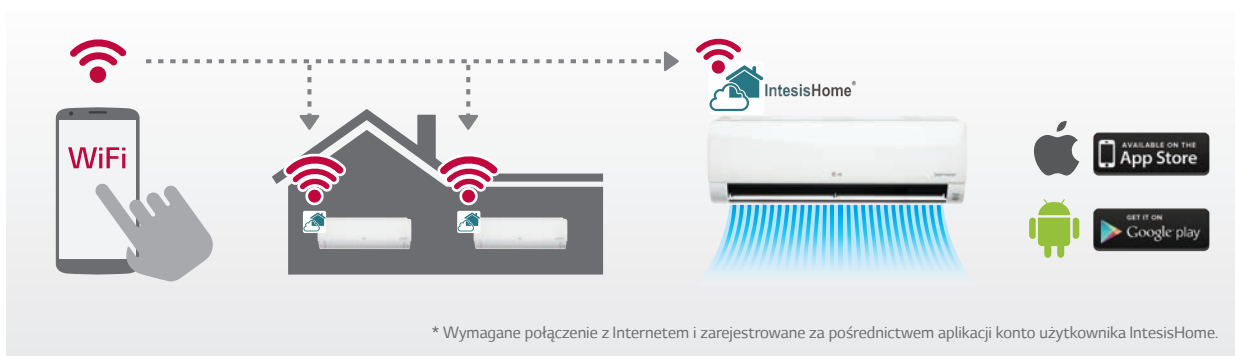 WiFi
IntesisHome*
LG
AVAILABLE ON THE
App Store
GET IT ON
Google play
* Wymagane połączenie z Internetem i zarejestrowane za pośrednictwem aplikacji konto użytkownika IntesisHome.